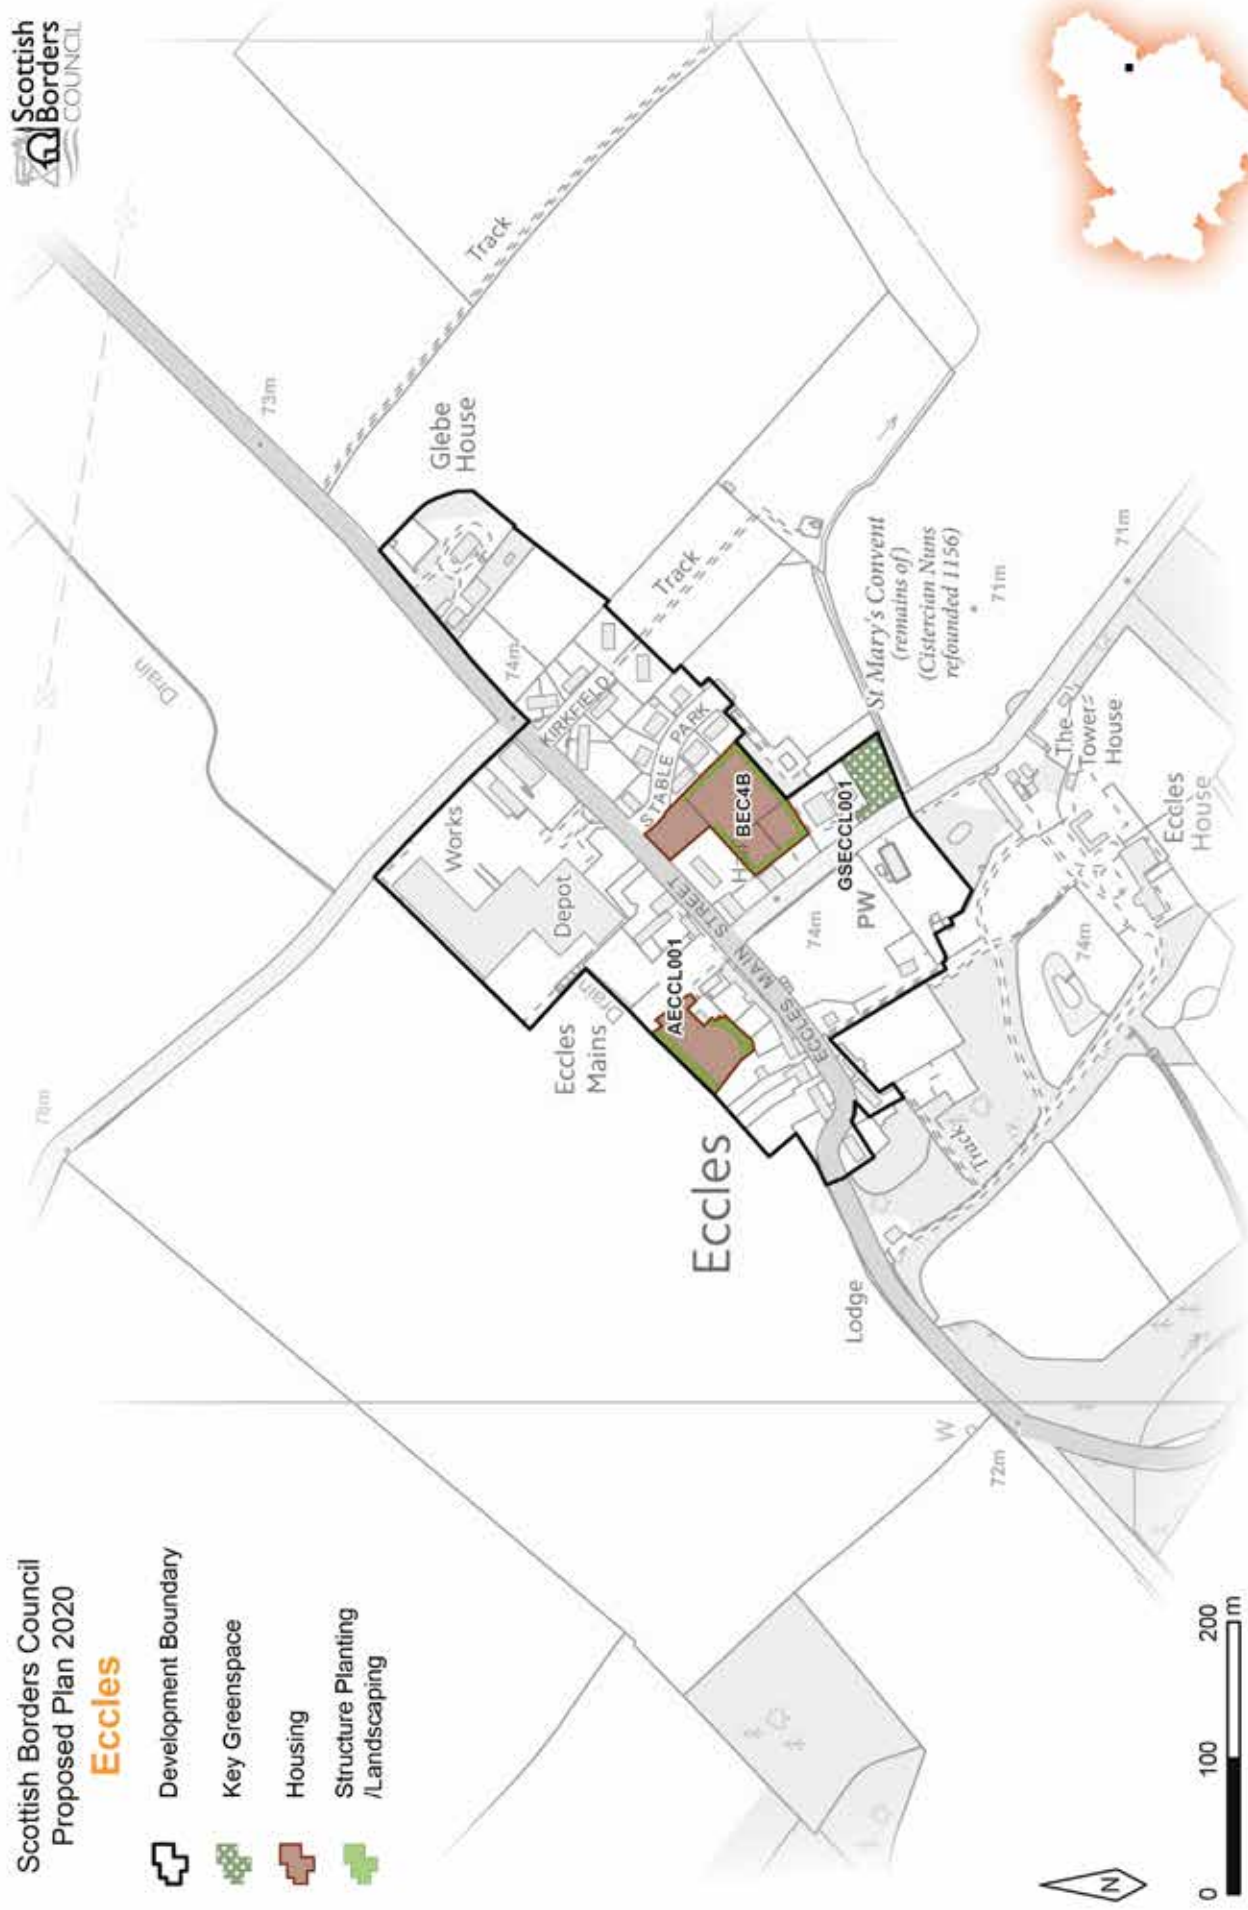 Scottish Borders Council
Proposed Plan 2020
Eccles
Development Boundary
Key Greenspace
Housing
Structure Planting
/Landscaping
Scottish
Borders
COUNCIL
78m
Drain
73m
Track
Glebe
House
Works
74m
KIRKFIELD
Track
Depot
STABLE PARK
BEC4B
Eccles
Mains
Drain
AECCL001
ECCLES MAIN STREET
H
GSECCL001
St Mary's Convent
(remains of)
(Cistercian Nuns
refounded 1156)
71m
71m
PW
74m
The
Tower
House
Eccles
House
74m
Eccles
Track
Lodge
W
72m
N
0 100 200
m